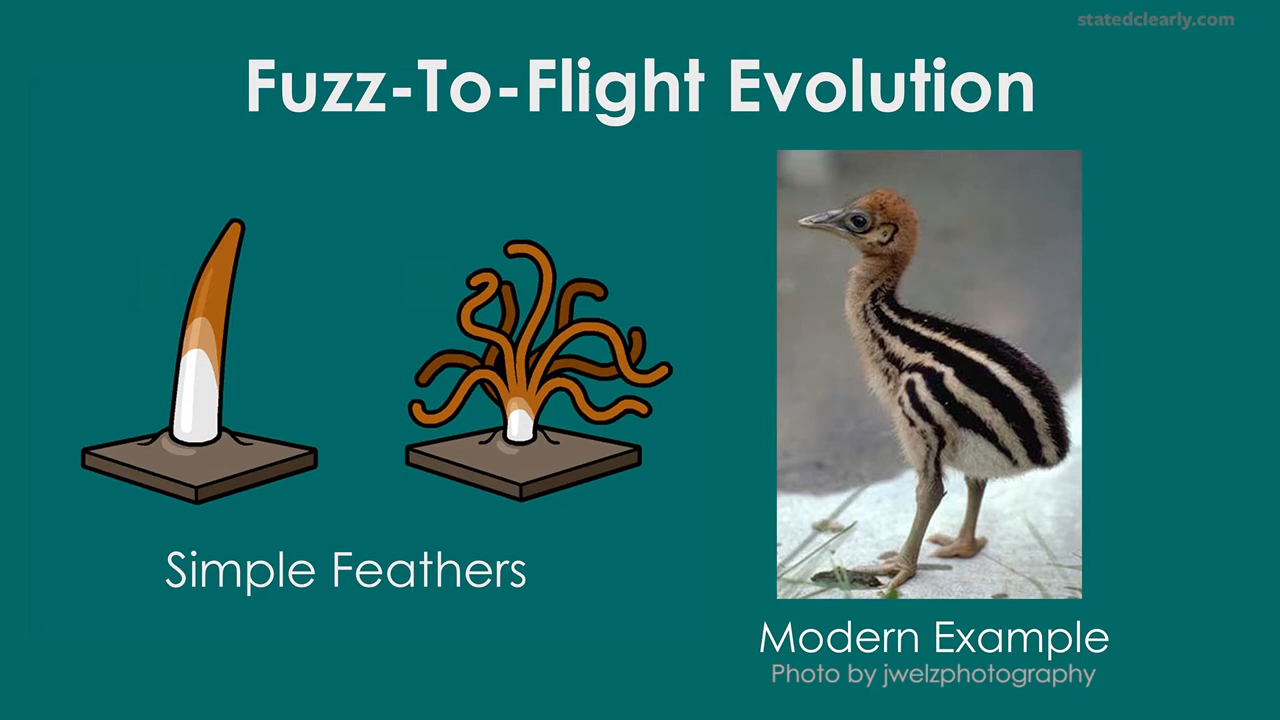 statedclearly.com
Fuzz-To-Flight Evolution
Simple Feathers
Modern Example
Photo by jwelzphotography